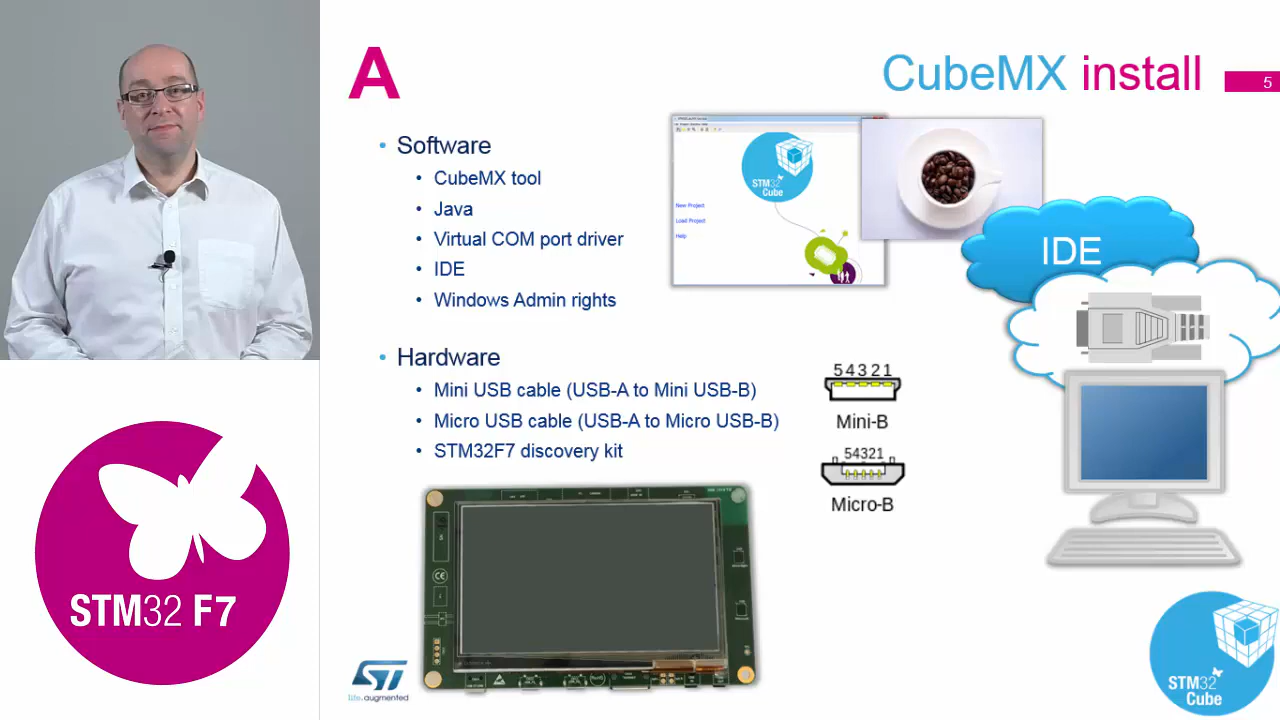 A
CubeMX install
5
• Software
• CubeMX tool
• Java
• Virtual COM port driver
• IDE
• Windows Admin rights
• Hardware
• Mini USB cable (USB-A to Mini USB-B)
• Micro USB cable (USB-A to Micro USB-B)
• STM32F7 discovery kit
STM32
Cube
New Project
Load Project
Help
IDE
54321
Mini-B
54321
Micro-B
STM32 F7
ST
life.augmented
CE
STM32
Cube